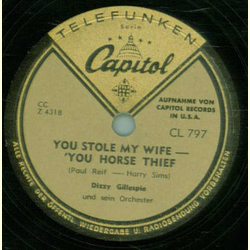 TELEFUNKEN
Serie
Capitol
CC
Z 4318
AUFNAHME VON
CAPITOL RECORDS
IN U.S.A.
CL 797
YOU STOLE MY WIFE —
'YOU HORSE THIEF
(Paul Reif — Harry Sims)
Dizzy Gillespie
und sein Orchester
ALLE RECHTE DER ÖFFENTL. WIEDERGABE U. RADIOSENDUNG VORBEHALTEN